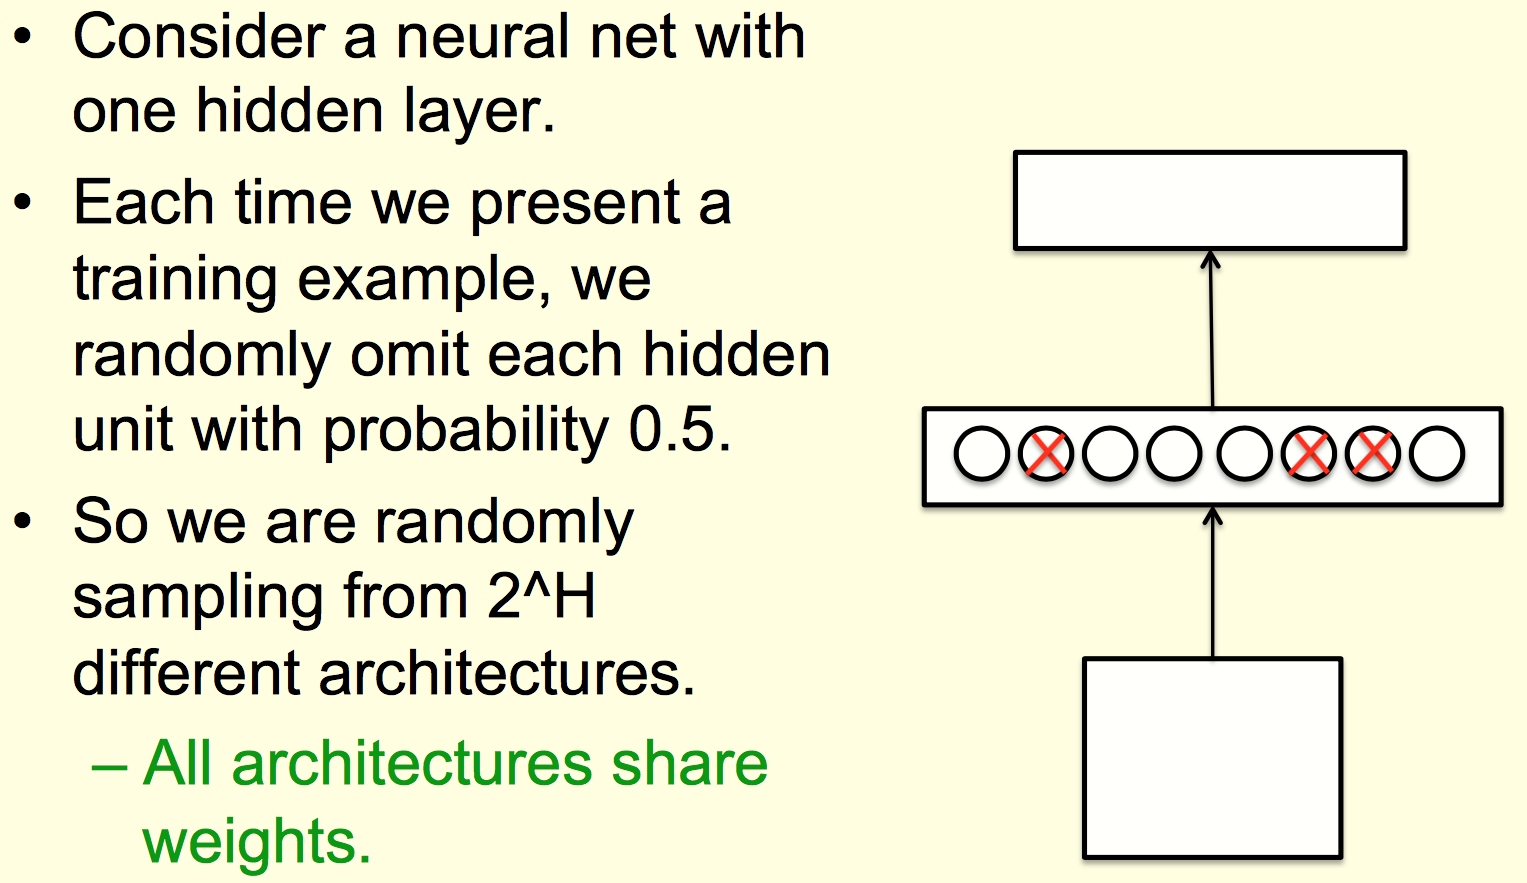 • Consider a neural net with
one hidden layer.
• Each time we present a
training example, we
randomly omit each hidden
unit with probability 0.5.
• So we are randomly
sampling from 2^H
different architectures.
– All architectures share
weights.